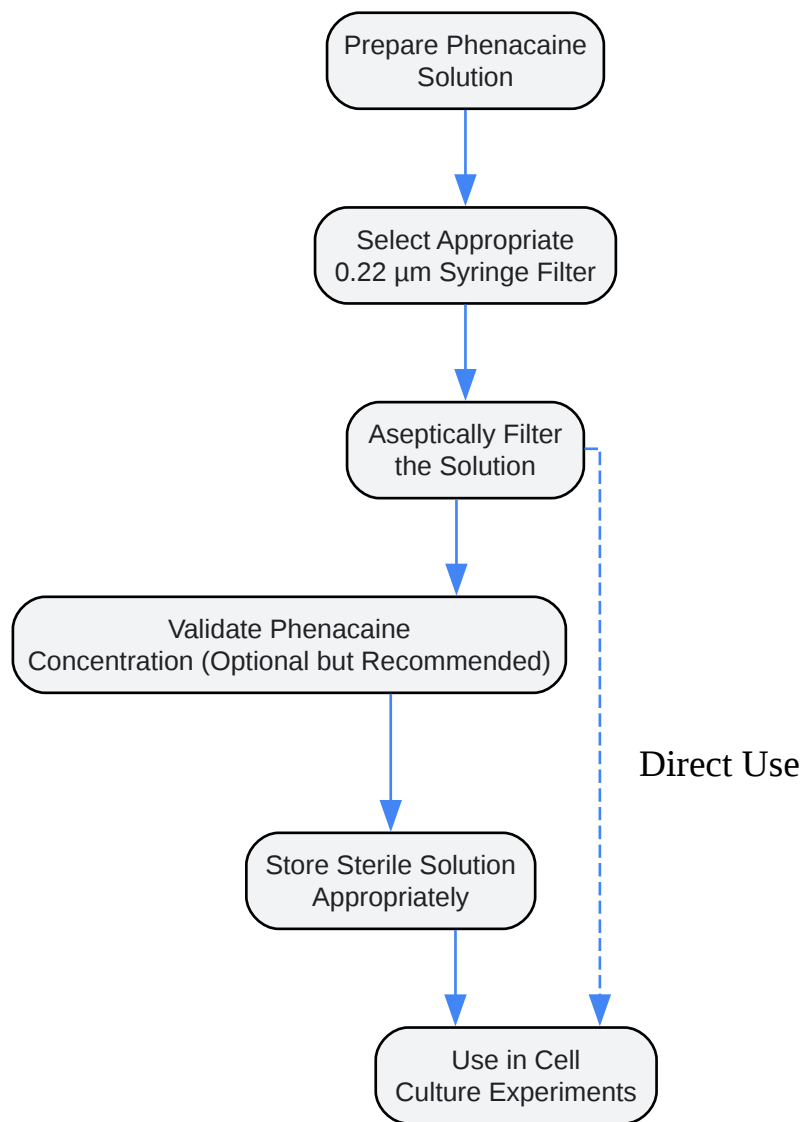 Prepare Phenacaine
Solution
Select Appropriate
0.22 µm Syringe Filter
Aseptically Filter
the Solution
Validate Phenacaine
Concentration (Optional but Recommended)
Direct Use
Store Sterile Solution
Appropriately
Use in Cell
Culture Experiments